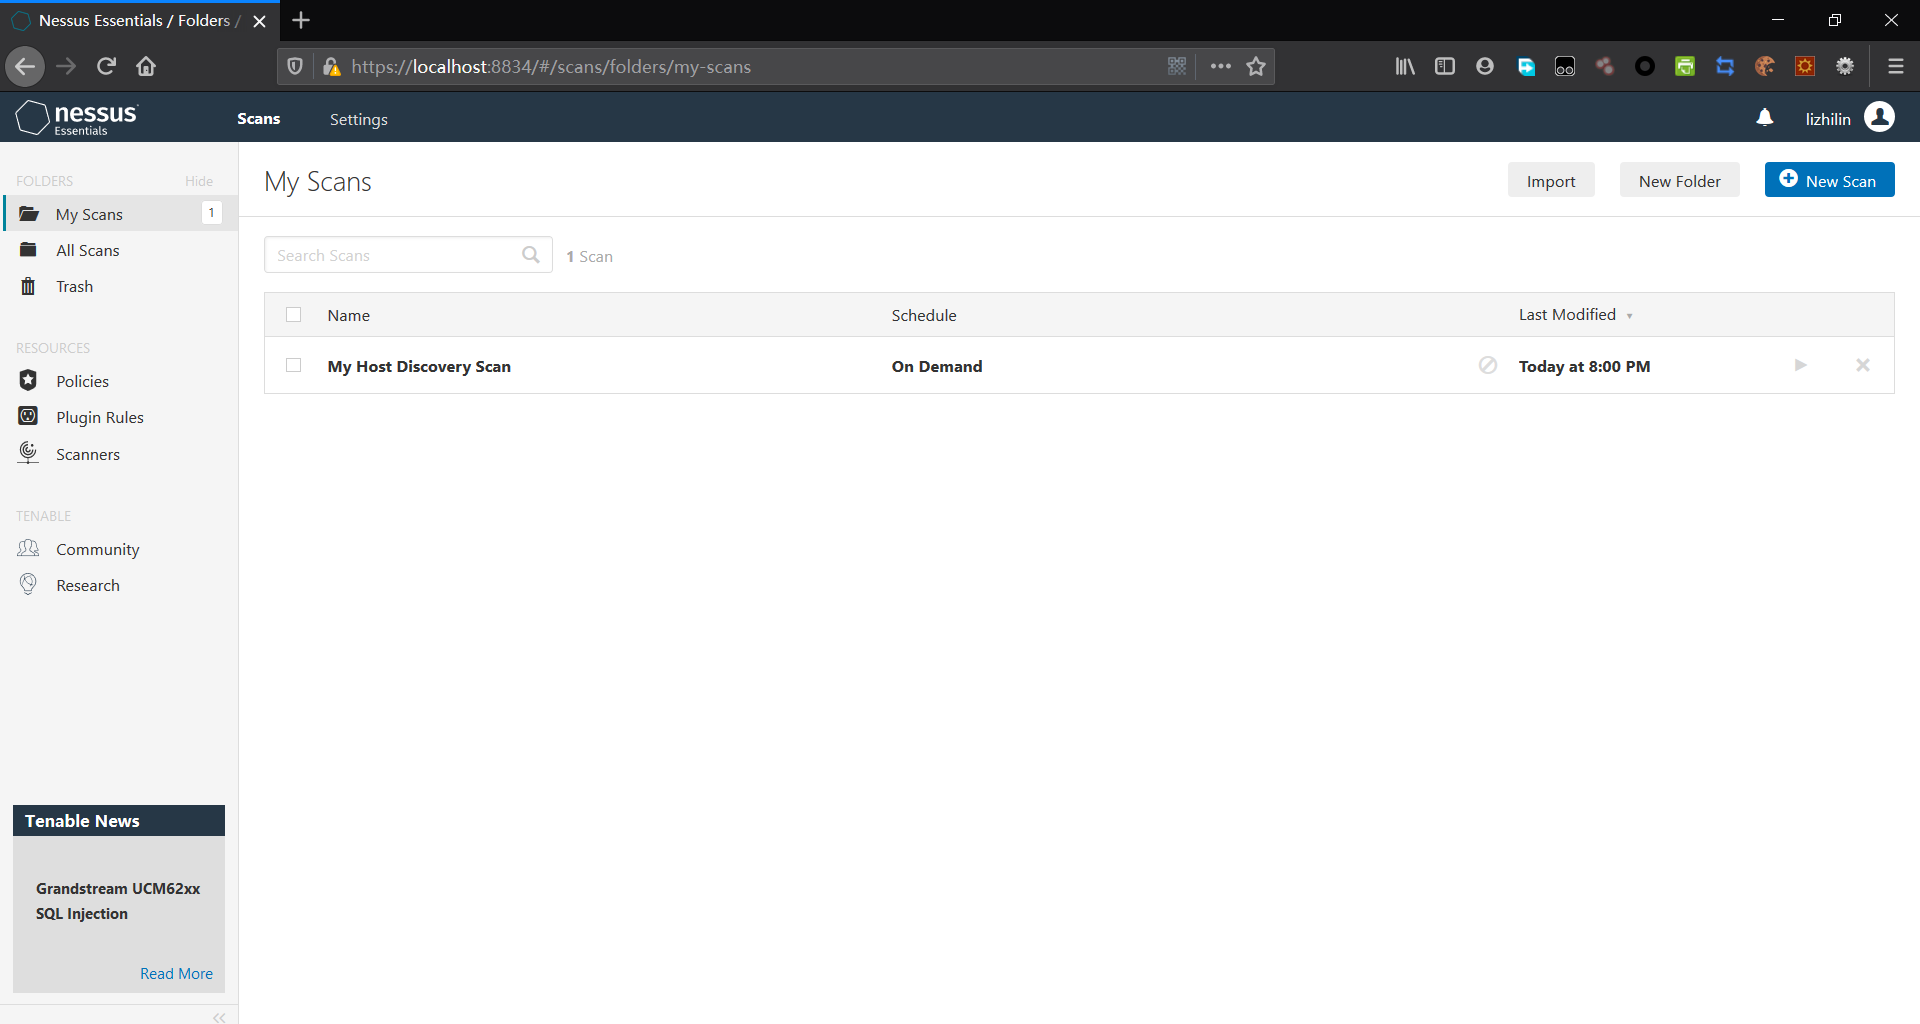 Nessus Essentials / Folders /
https://localhost:8834/#/scans/folders/my-scans
nessus
Essentials
Scans
Settings
lizhilin
FOLDERS
Hide
My Scans
1
All Scans
Trash
RESOURCES
Policies
Plugin Rules
Scanners
TENABLE
Community
Research
Tenable News
Grandstream UCM62xx
SQL Injection
Read More
My Scans
Import
New Folder
New Scan
Search Scans
1 Scan
Name
Schedule
Last Modified
My Host Discovery Scan
On Demand
Today at 8:00 PM